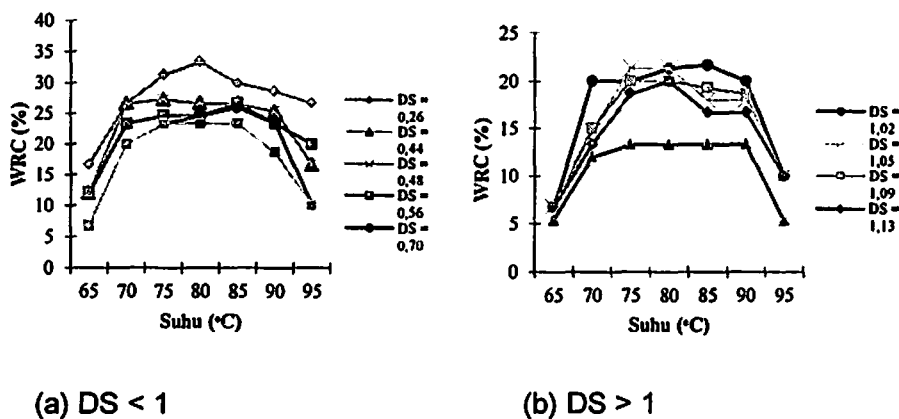 40
35
30
25
20
15
10
5
0
WRC (%)
65 70 75 80 85 90 95
Suhu (°C)
DS =
0,26
DS =
0,44
DS =
0,48
DS =
0,56
DS =
0,70
(a) DS < 1
25
20
15
10
5
0
WRC (%)
65 70 75 80 85 90 95
Suhu (°C)
DS =
1,02
DS =
1,05
DS =
1,09
DS =
1,13
(b) DS > 1